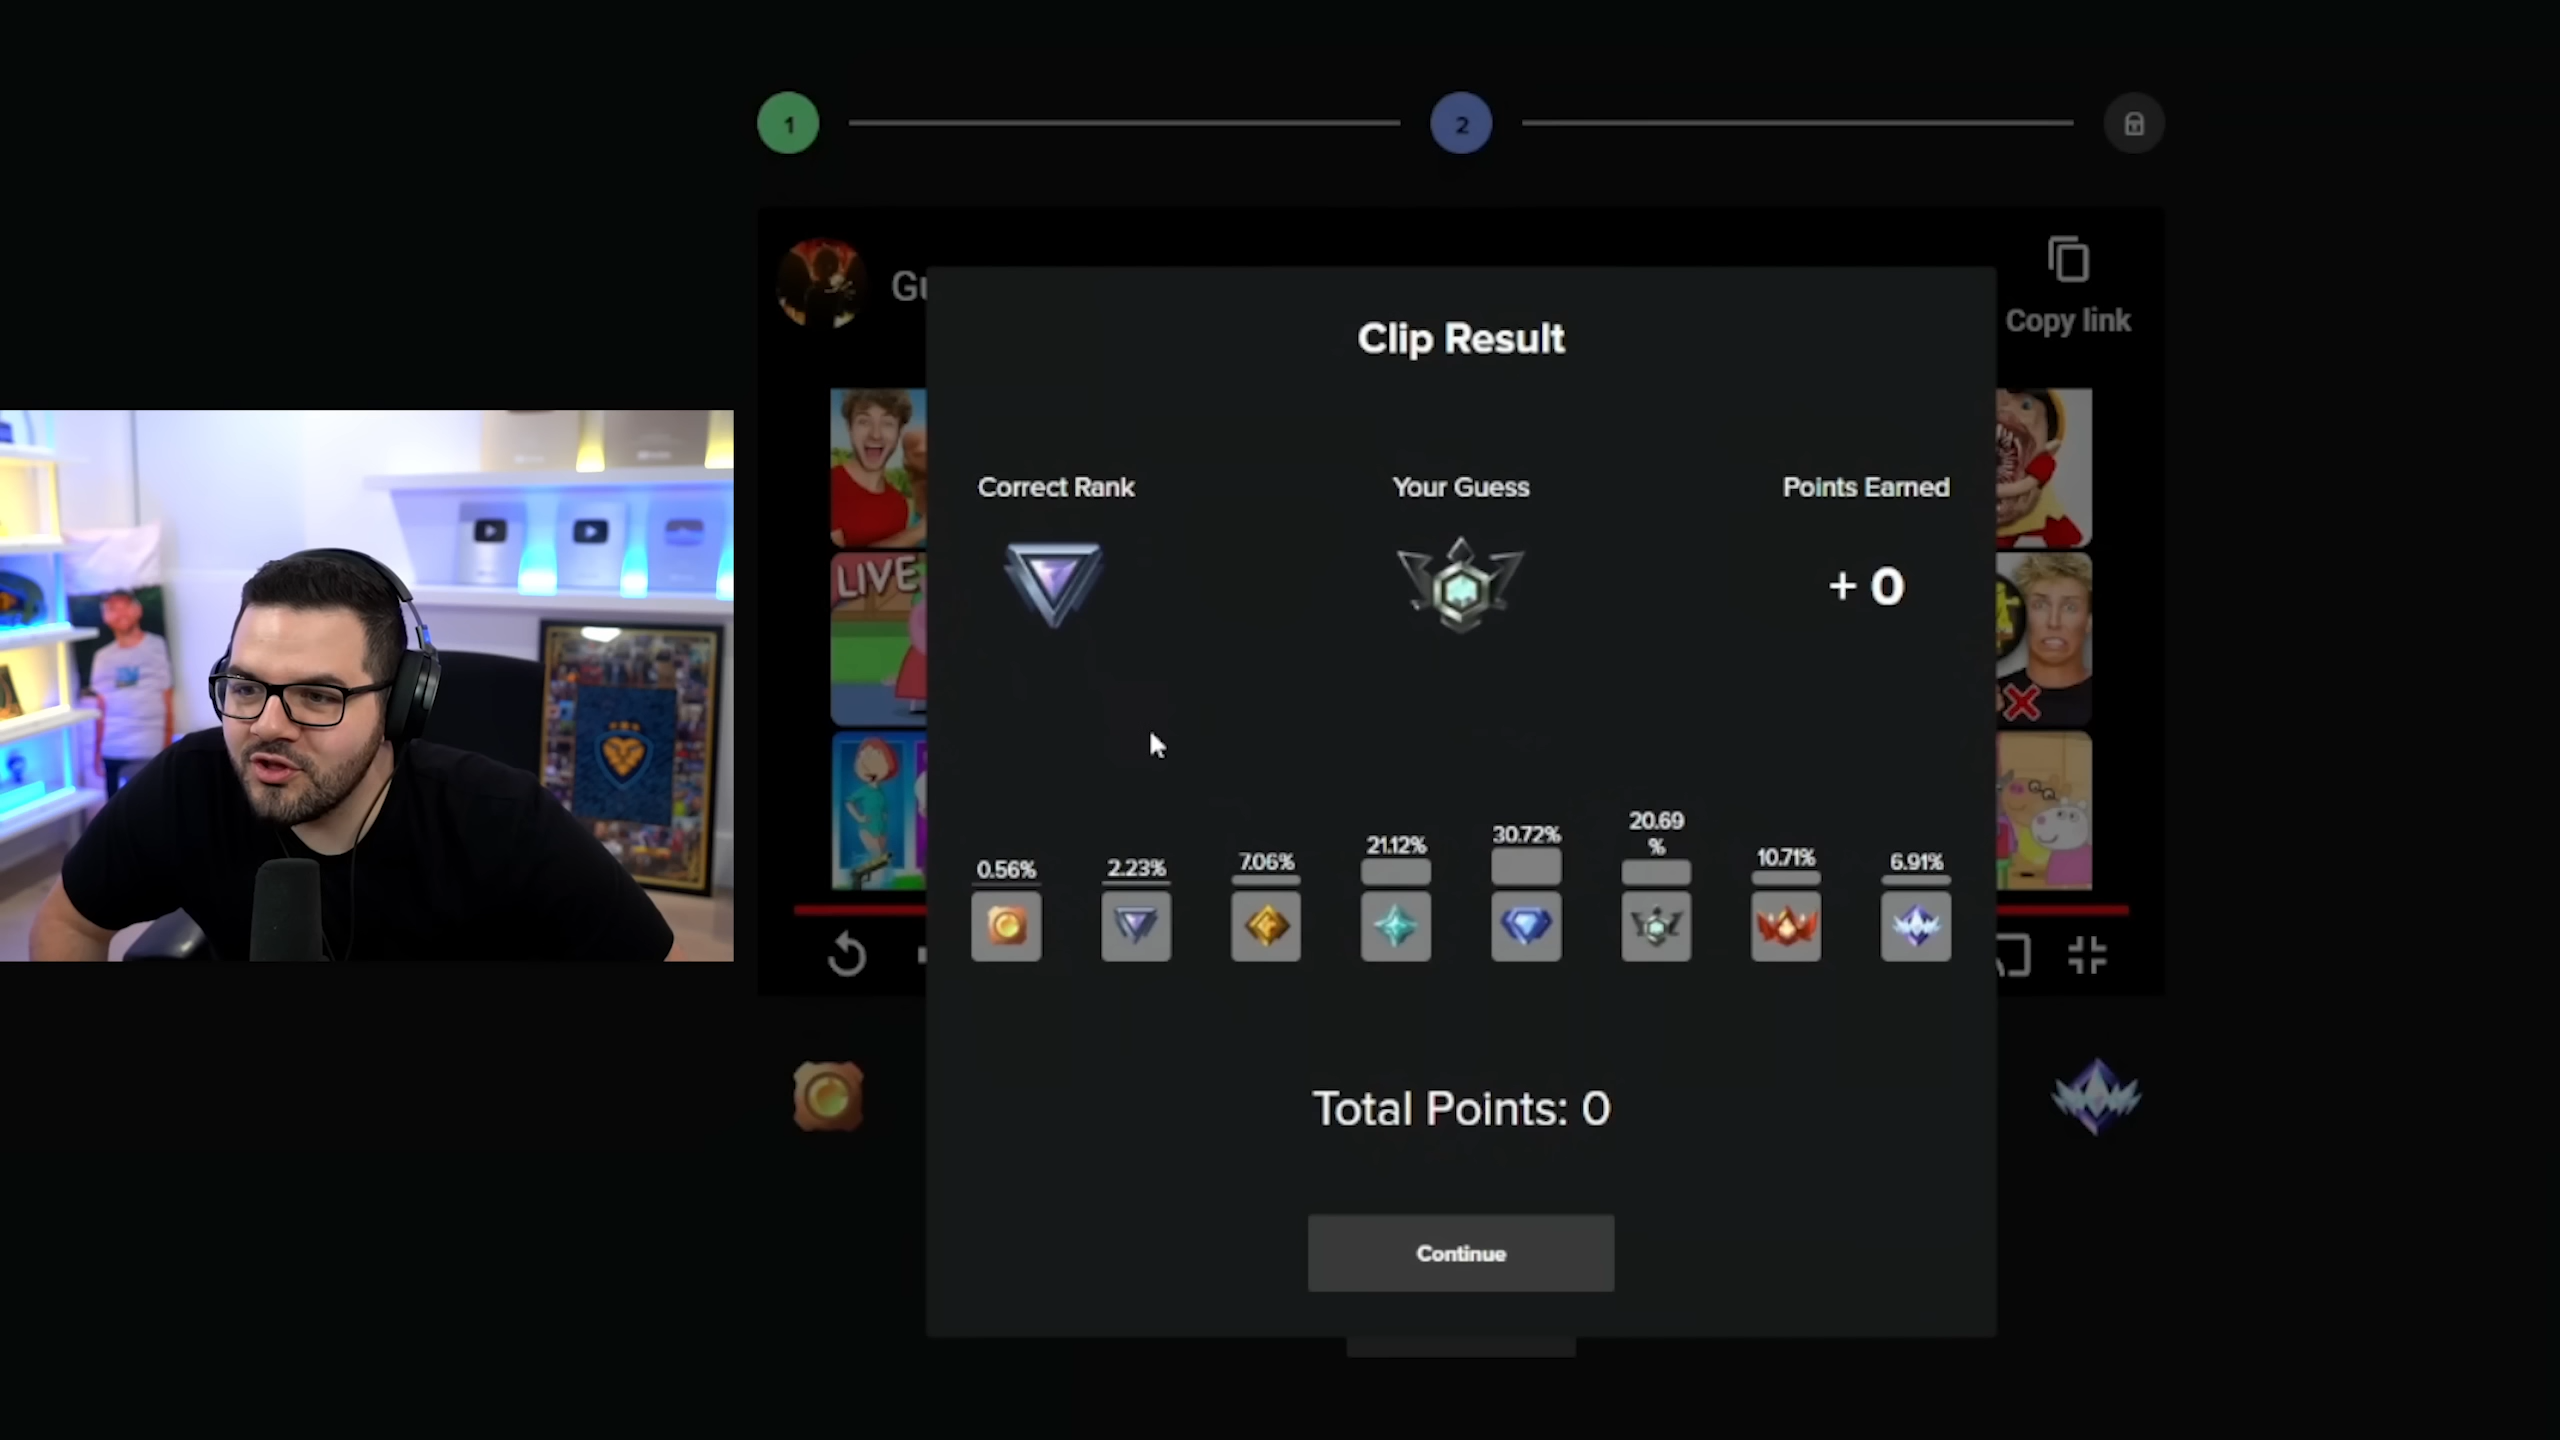 1
2
Gu
Copy link
Clip Result
Correct Rank
Your Guess
Points Earned
+ 0
LIVE
0.56%
2.23%
7.06%
21.12%
30.72%
20.69
%
10.71%
6.91%
Total Points: 0
Continue